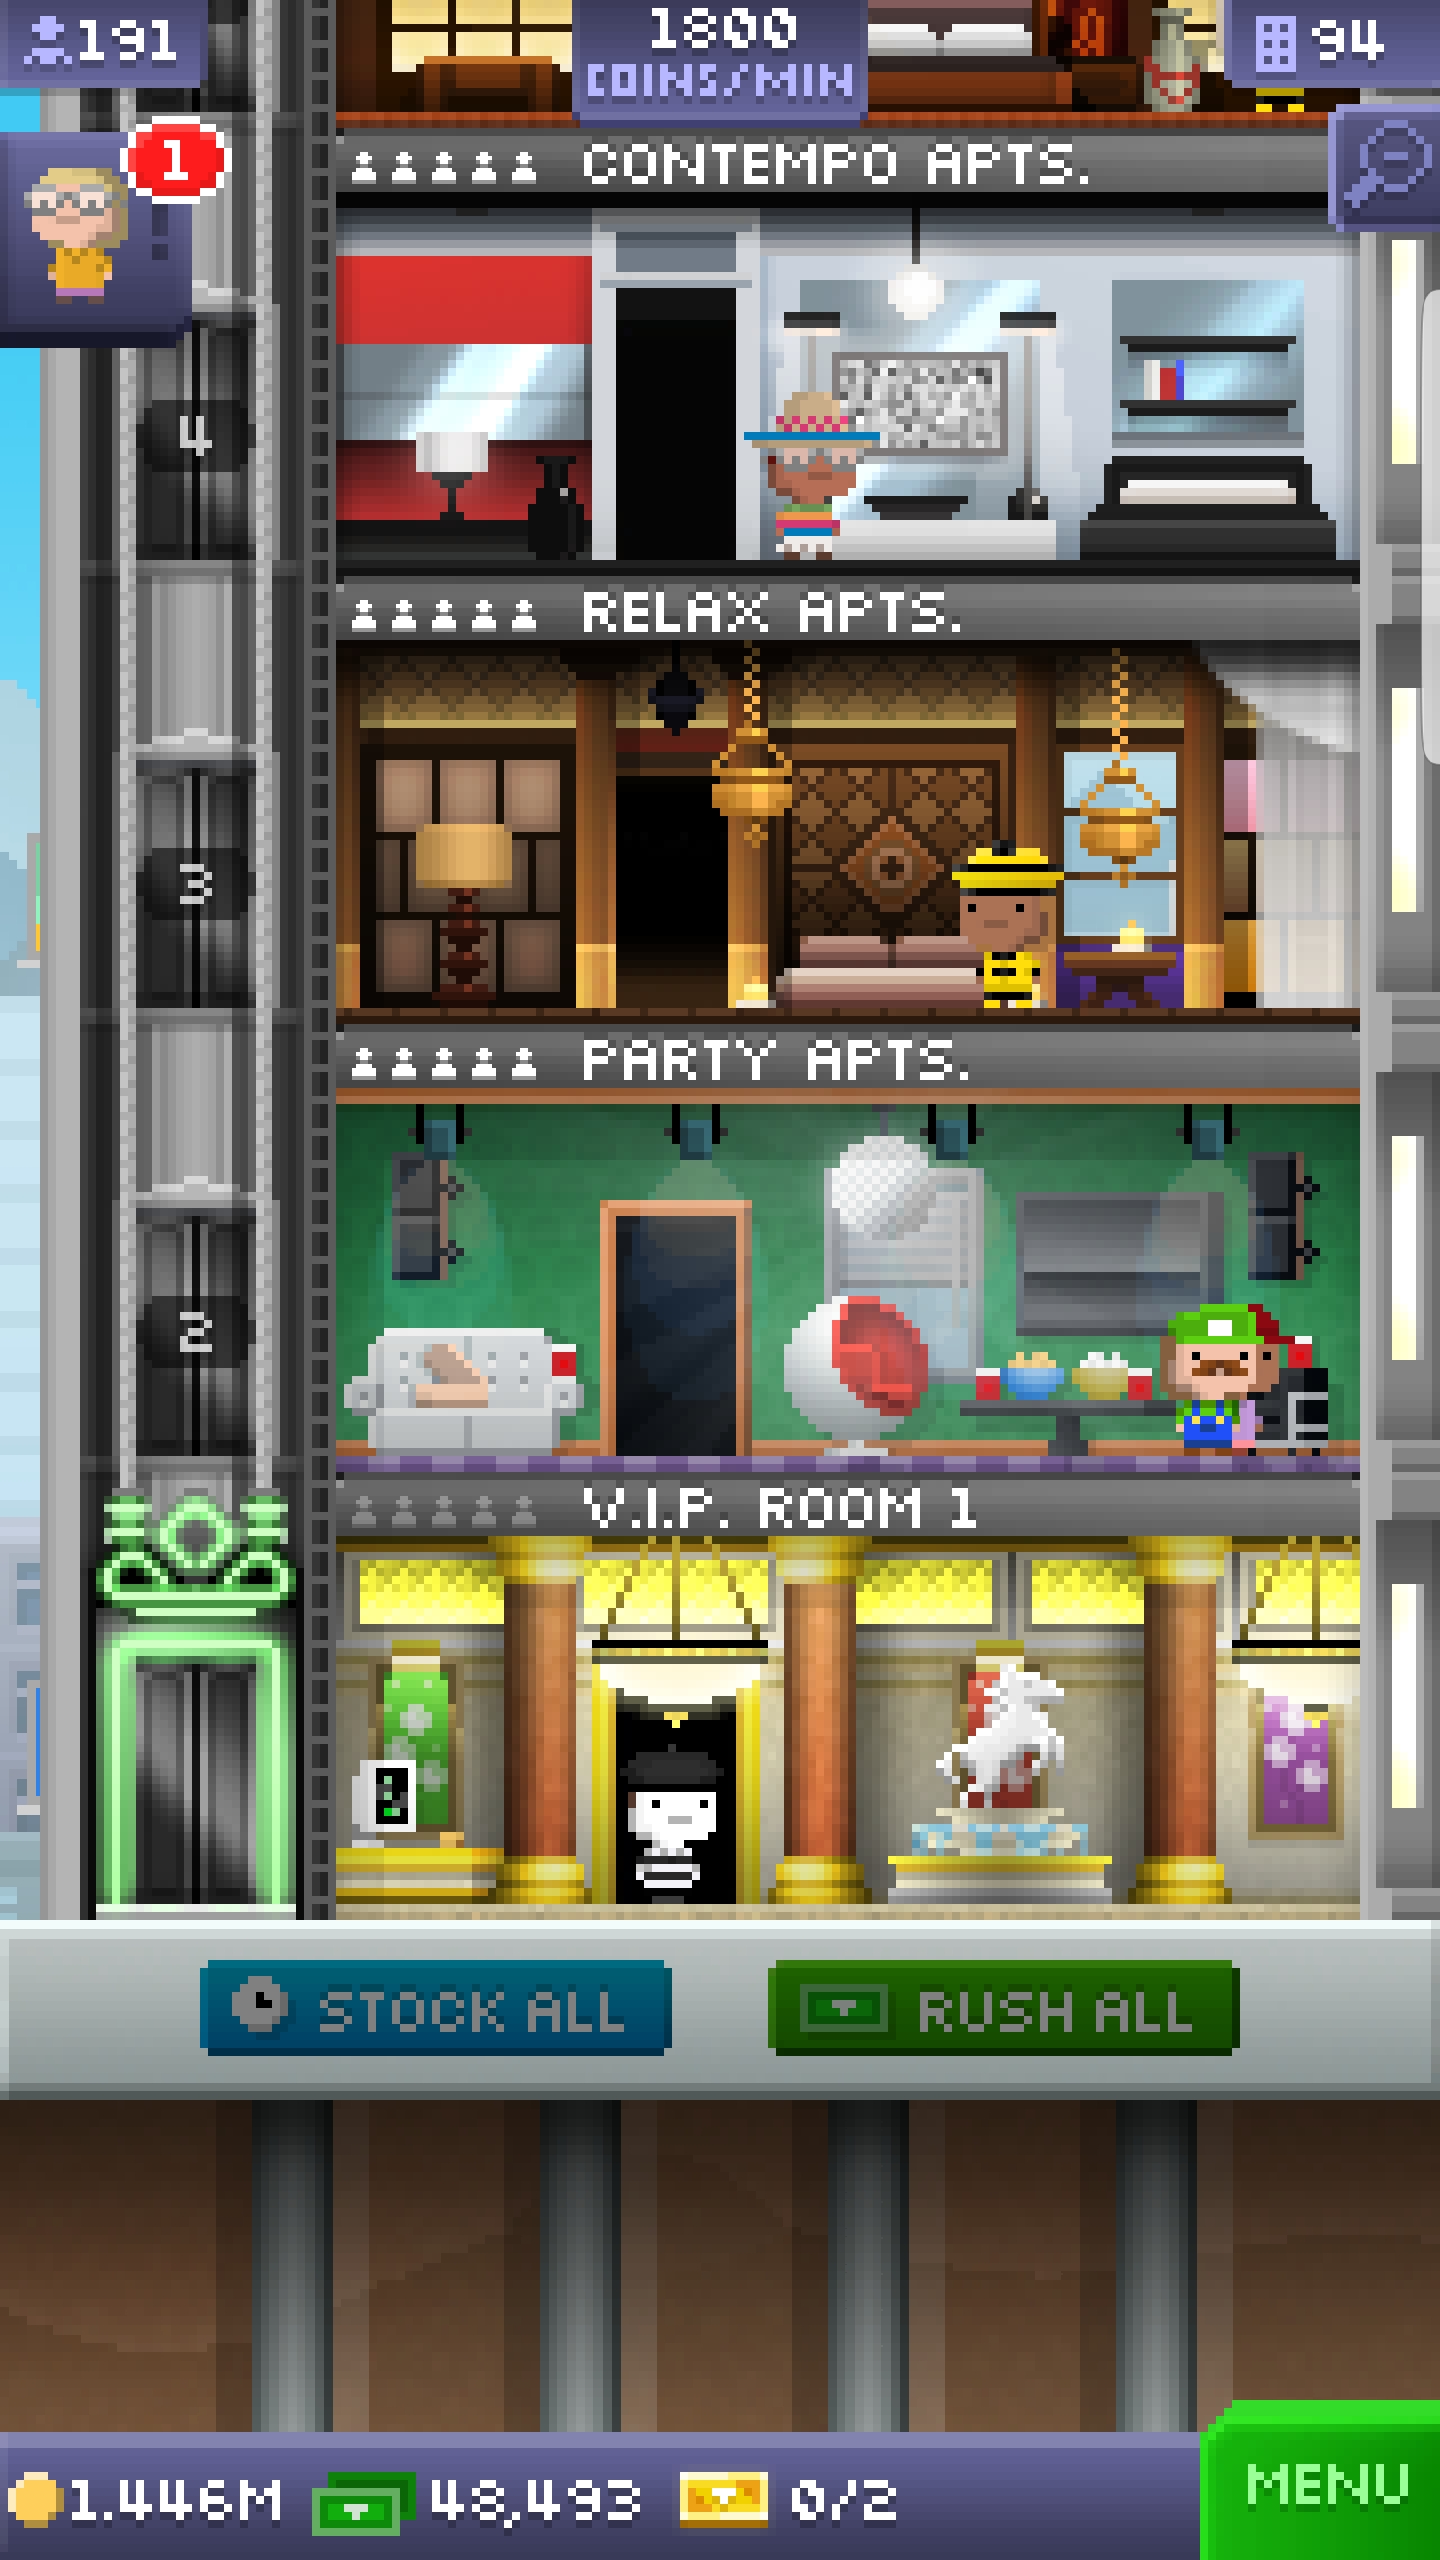 191
1800
COINS/MIN
94
1
CONTEMPO APTS.
4
RELAX APTS.
3
PARTY APTS.
2
V.I.P. ROOM 1
STOCK ALL
RUSH ALL
1.446M
48,493
0/2
MENU